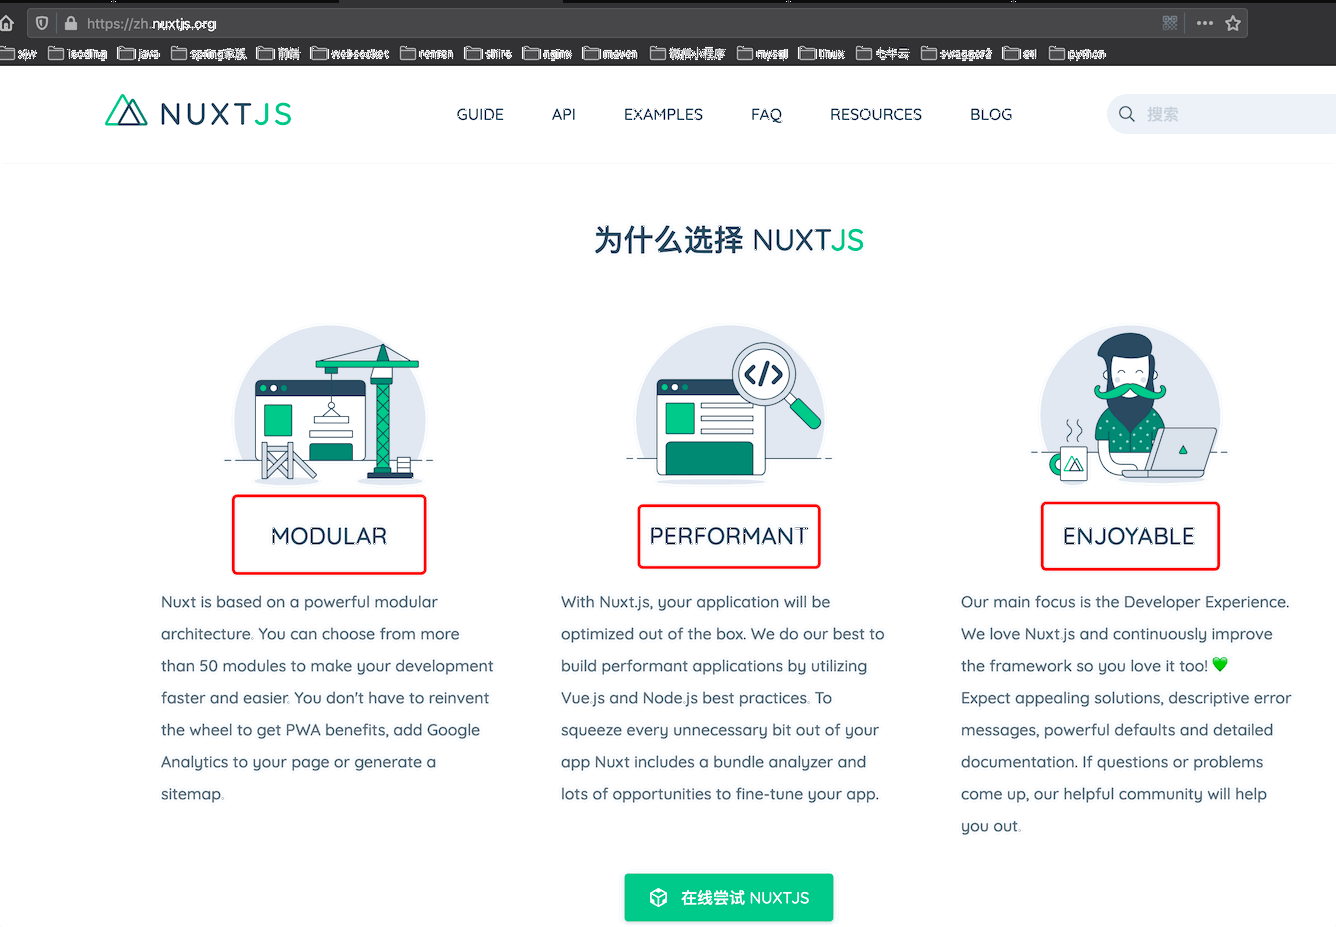 https://zh.nuxtjs.org
leading
java
spring家族
前端
websocket
renren
shiro
nginx
maven
微信小程序
mysql
linux
七牛云
swagger2
python
NUXTJS
GUIDE
API
EXAMPLES
FAQ
RESOURCES
BLOG
搜索
为什么选择 NUXTJS
</>
MODULAR
Nuxt is based on a powerful modular
architecture. You can choose from more
than 50 modules to make your development
faster and easier. You don't have to reinvent
the wheel to get PWA benefits, add Google
Analytics to your page or generate a
sitemap.
PERFORMANT
With Nuxt.js, your application will be
optimized out of the box. We do our best to
build performant applications by utilizing
Vue.js and Node.js best practices. To
squeeze every unnecessary bit out of your
app Nuxt includes a bundle analyzer and
lots of opportunities to fine-tune your app.
ENJOYABLE
Our main focus is the Developer Experience.
We love Nuxt.js and continuously improve
the framework so you love it too! 💚
Expect appealing solutions, descriptive error
messages, powerful defaults and detailed
documentation. If questions or problems
come up, our helpful community will help
you out.
在线尝试 NUXTJS